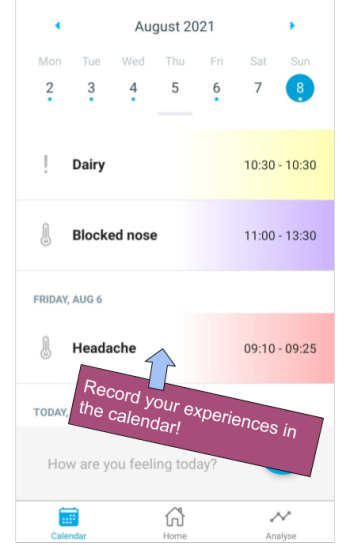 August 2021
Mon Tue Wed Thu Fri Sat Sun
2 3 4 5 6 7 8
Dairy 10:30 - 10:30
Blocked nose 11:00 - 13:30
FRIDAY, AUG 6
Headache 09:10 - 09:25
Record your experiences in
the calendar!
TODAY,
How are you feeling today?
Calendar Home Analyse